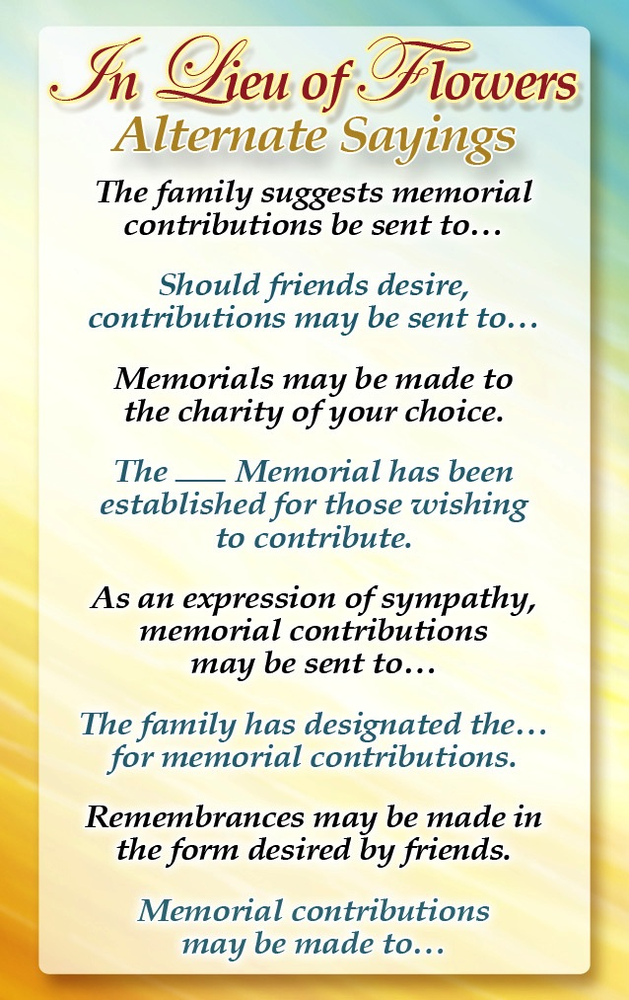 In Lieu of Flowers
Alternate Sayings
The family suggests memorial
contributions be sent to…
Should friends desire,
contributions may be sent to…
Memorials may be made to
the charity of your choice.
The ___ Memorial has been
established for those wishing
to contribute.
As an expression of sympathy,
memorial contributions
may be sent to…
The family has designated the…
for memorial contributions.
Remembrances may be made in
the form desired by friends.
Memorial contributions
may be made to…